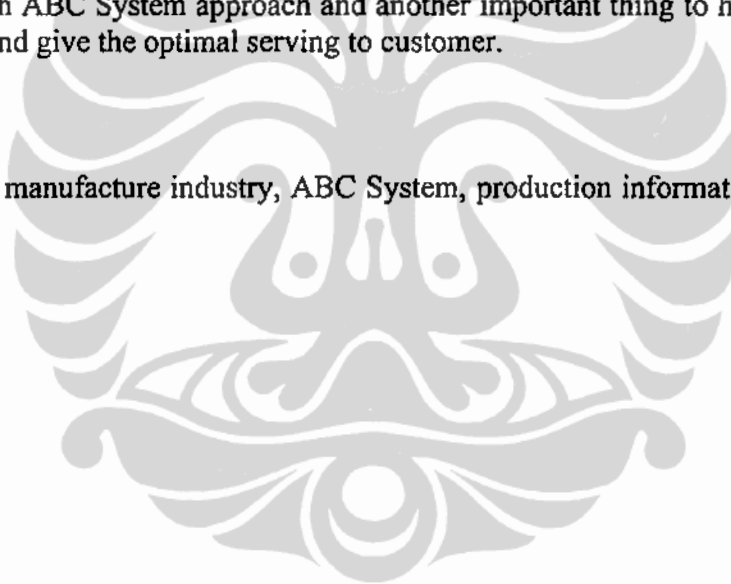 ABC System approach and another important thing to
nd give the optimal serving to customer.
manufacture industry, ABC System, production informat